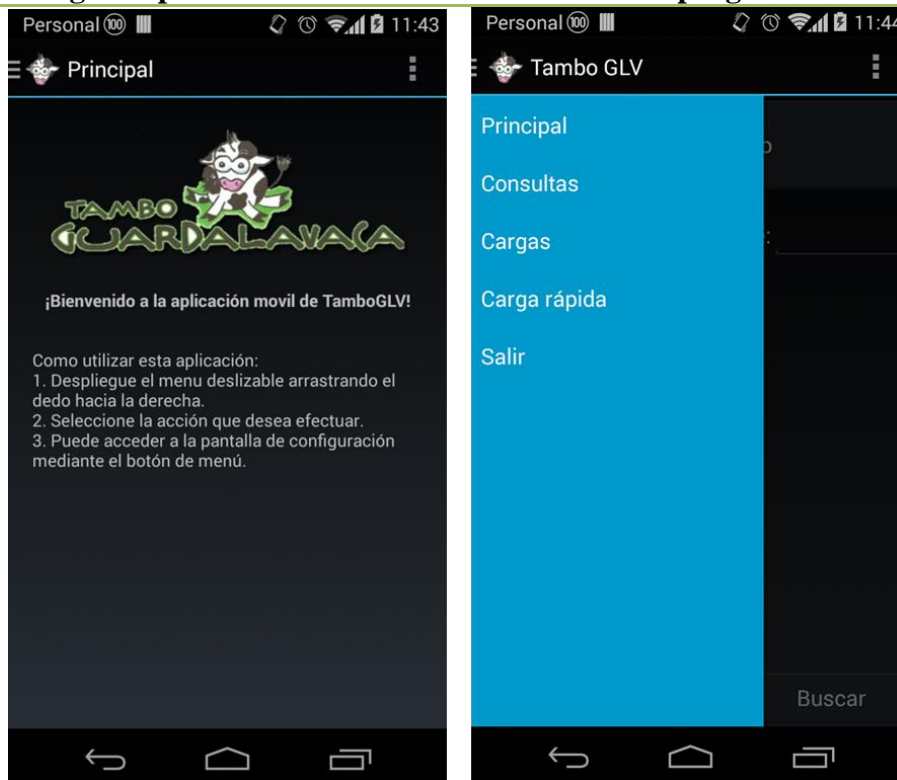 Personal 100 11:43
Principal
TAMBO
GUARDALAVACA
¡Bienvenido a la aplicación movil de TamboGLV!
Como utilizar esta aplicación:
1. Despliegue el menu deslizable arrastrando el
dedo hacia la derecha.
2. Seleccione la acción que desea efectuar.
3. Puede acceder a la pantalla de configuración
mediante el botón de menú.
Personal 100 11:44
Tambo GLV
Principal
Consultas
Cargas
Carga rápida
Salir
:
Buscar